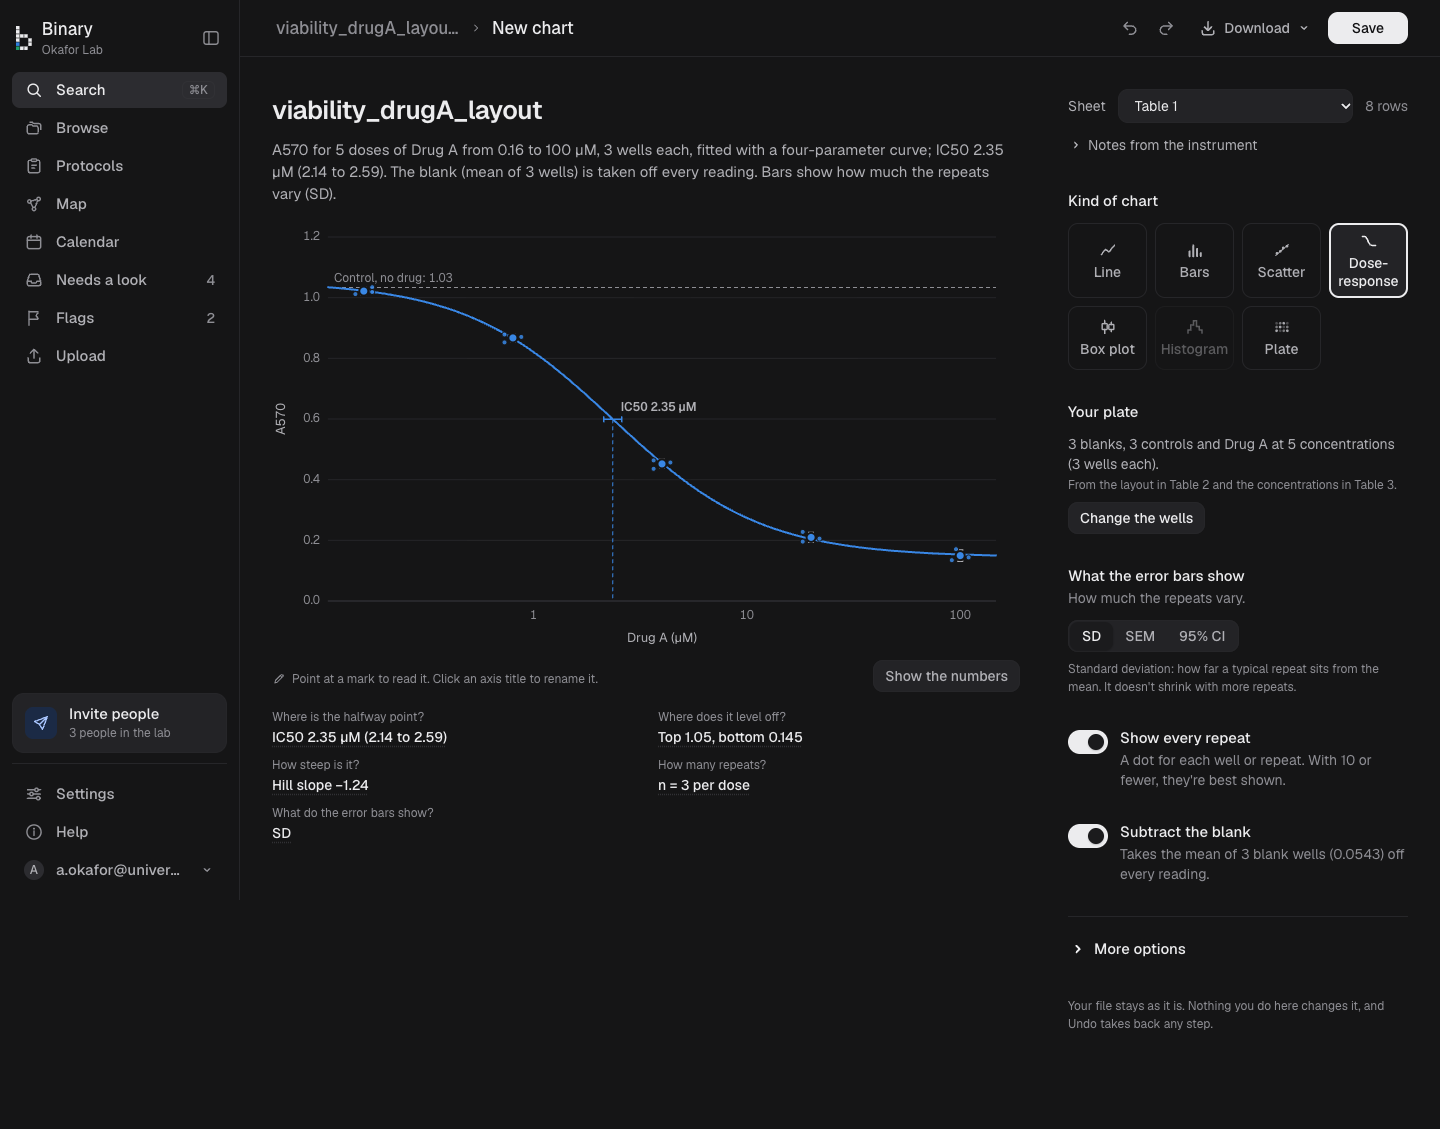 Binary
Okafor Lab
Search
⌘K
Browse
Protocols
Map
Calendar
Needs a look
4
Flags
2
Upload
Invite people
3 people in the lab
Settings
Help
A
a.okafor@univer...
viability_drugA_layou...
New chart
Download
Save
viability_drugA_layout
A570 for 5 doses of Drug A from 0.16 to 100 µM, 3 wells each, fitted with a four-parameter curve; IC50 2.35
µM (2.14 to 2.59). The blank (mean of 3 wells) is taken off every reading. Bars show how much the repeats
vary (SD).
1.2
Control, no drug: 1.03
1.0
0.8
0.6
IC50 2.35 µM
A570
0.4
0.2
0.0
1
10
100
Drug A (µM)
Point at a mark to read it. Click an axis title to rename it.
Show the numbers
Where is the halfway point?
IC50 2.35 µM (2.14 to 2.59)
Where does it level off?
Top 1.05, bottom 0.145
How steep is it?
Hill slope −1.24
How many repeats?
n = 3 per dose
What do the error bars show?
SD
Sheet
Table 1
8 rows
Notes from the instrument
Kind of chart
Line
Bars
Scatter
Dose-
response
Box plot
Histogram
Plate
Your plate
3 blanks, 3 controls and Drug A at 5 concentrations
(3 wells each).
From the layout in Table 2 and the concentrations in Table 3.
Change the wells
What the error bars show
How much the repeats vary.
SD
SEM
95% CI
Standard deviation: how far a typical repeat sits from the
mean. It doesn't shrink with more repeats.
Show every repeat
A dot for each well or repeat. With 10 or
fewer, they're best shown.
Subtract the blank
Takes the mean of 3 blank wells (0.0543) off
every reading.
More options
Your file stays as it is. Nothing you do here changes it, and
Undo takes back any step.